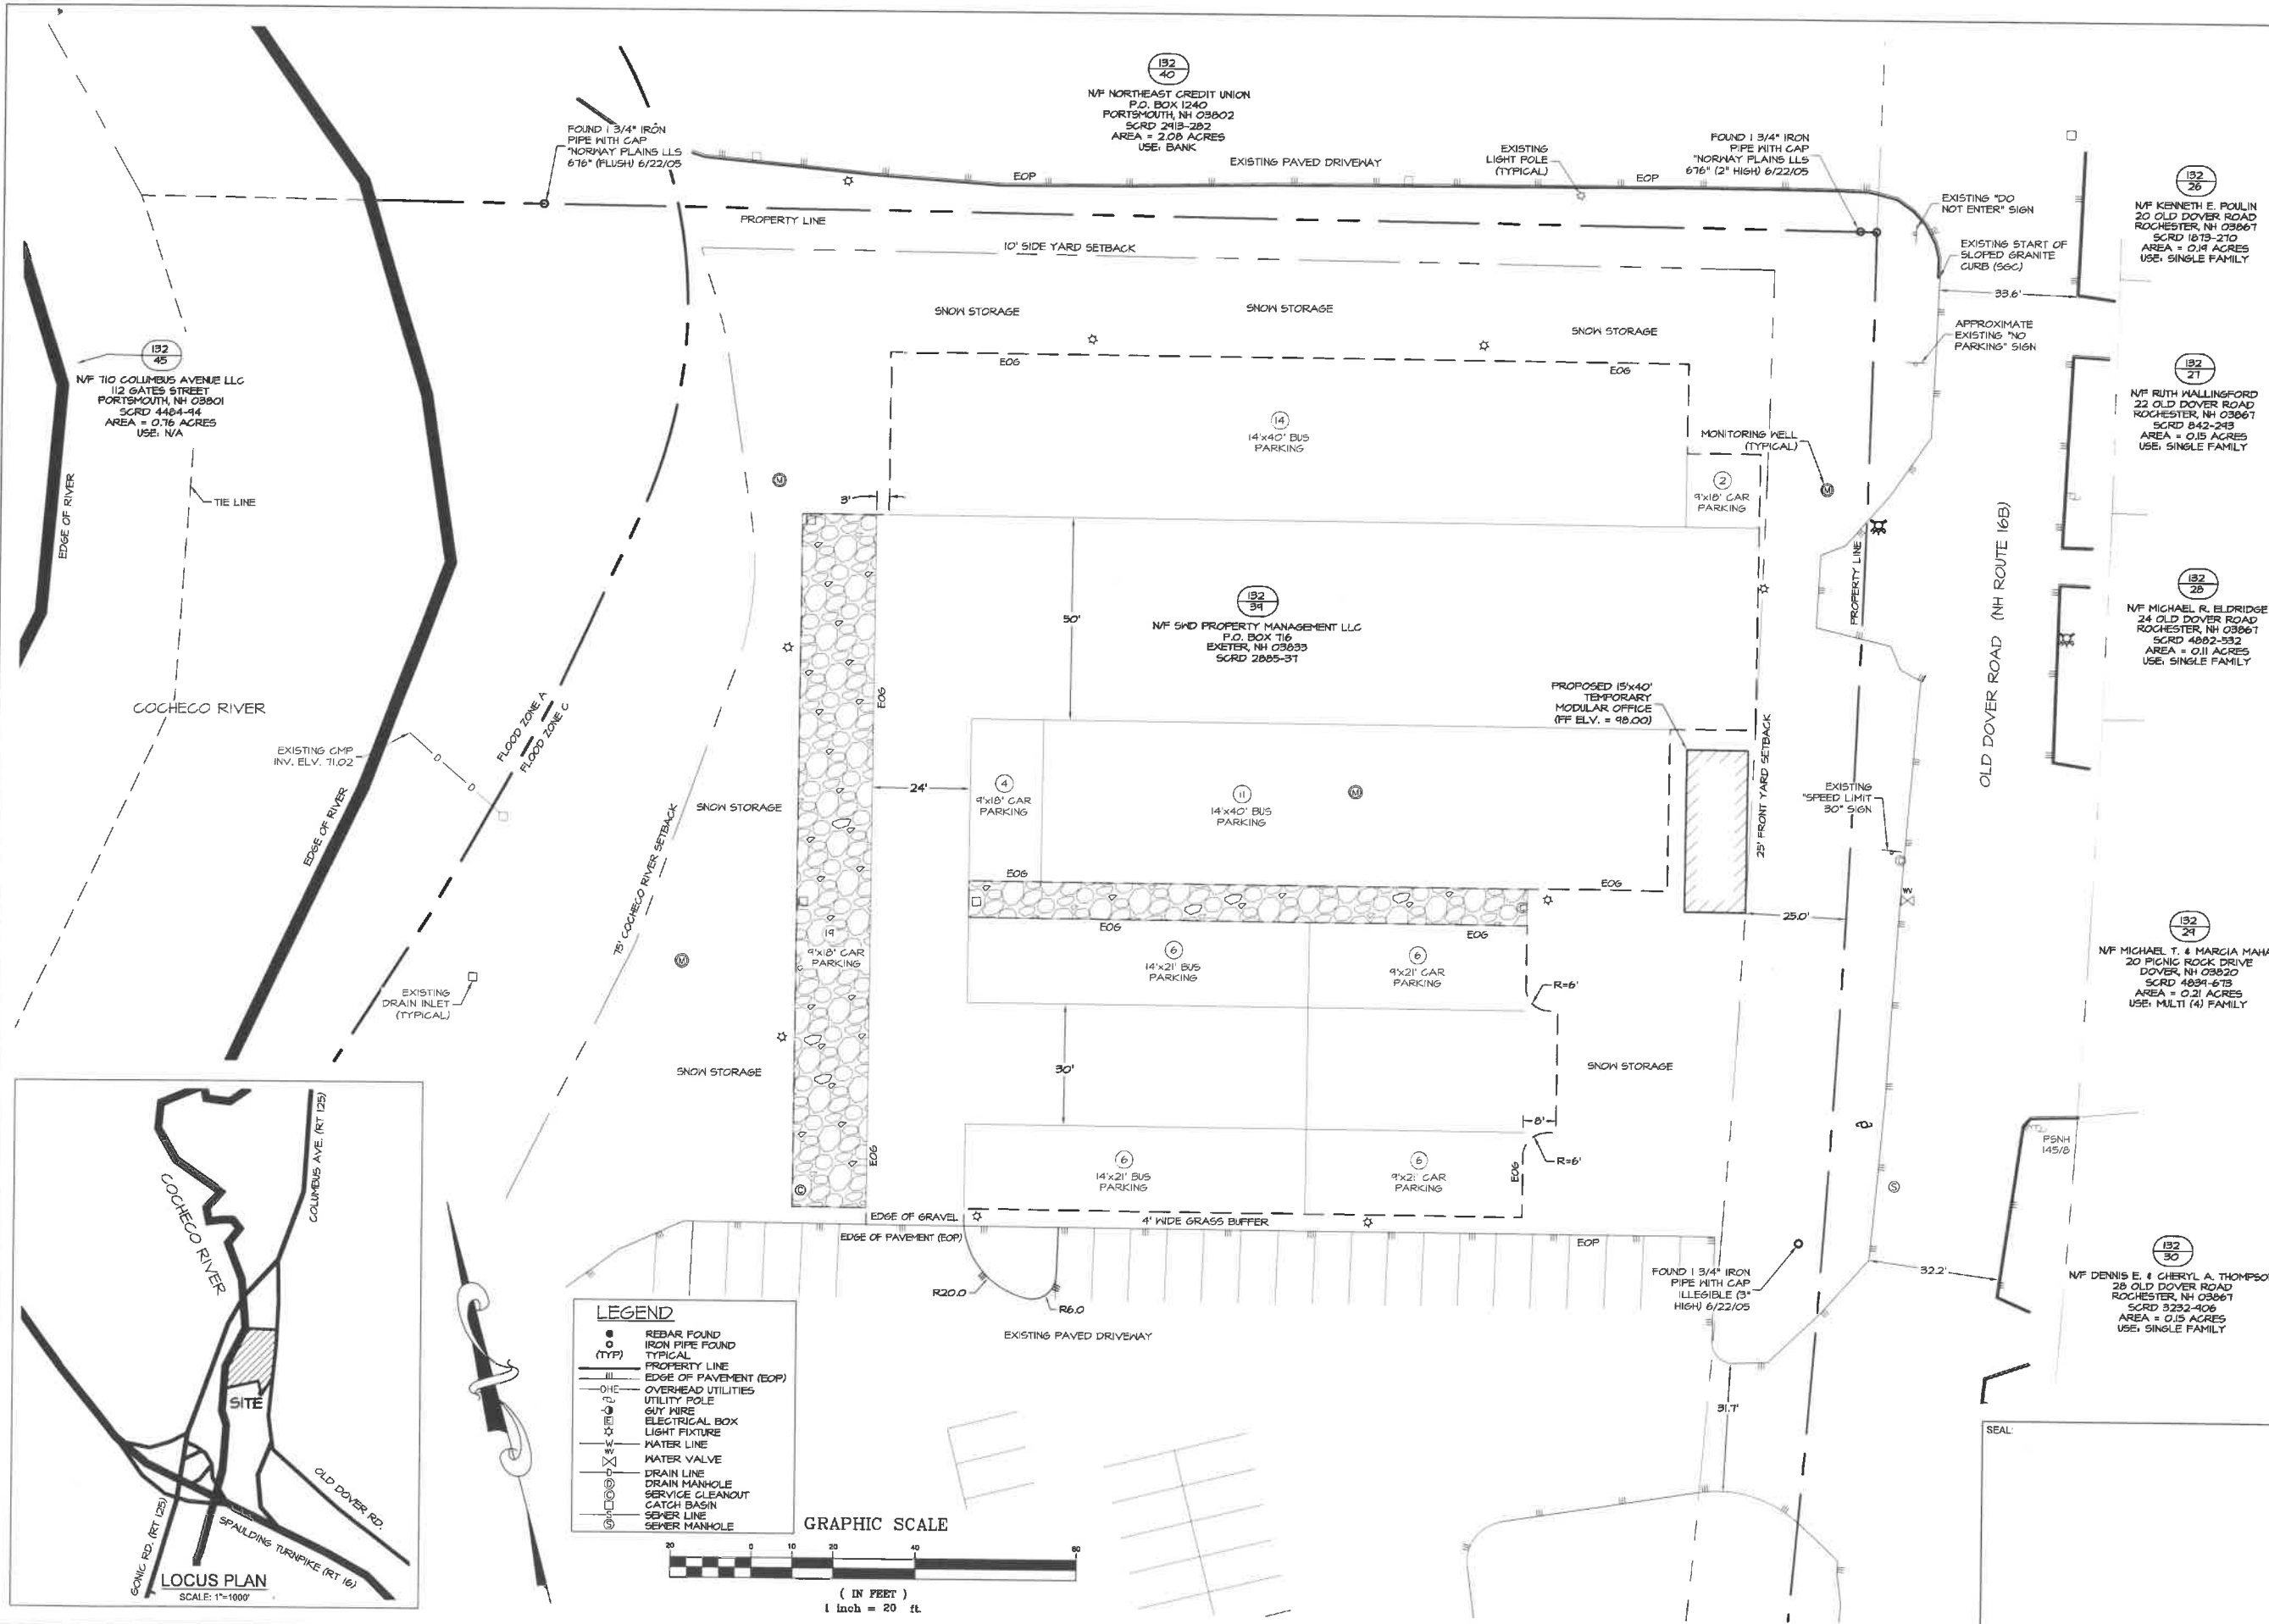 132
40
N/F NORTHEAST CREDIT UNION
P.O. BOX 1240
PORTSMOUTH, NH 03802
SCRD 2913-282
AREA = 2.08 ACRES
USE: BANK
FOUND 1 3/4" IRON
PIPE WITH CAP
"NORWAY PLAINS LLS
676" (FLUSH) 6/22/05
EXISTING PAVED DRIVEWAY
EOP
EXISTING
LIGHT POLE
(TYPICAL)
EOP
FOUND 1 3/4" IRON
PIPE WITH CAP
"NORWAY PLAINS LLS
676" (2" HIGH) 6/22/05
EXISTING "DO
NOT ENTER" SIGN
EXISTING START OF
SLOPED GRANITE
CURB (SGC)
33.6'
APPROXIMATE
EXISTING "NO
PARKING" SIGN
132
26
N/F KENNETH E. POULIN
20 OLD DOVER ROAD
ROCHESTER, NH 03867
SCRD 1873-270
AREA = 0.14 ACRES
USE: SINGLE FAMILY
132
27
N/F RUTH WALLINGFORD
22 OLD DOVER ROAD
ROCHESTER, NH 03867
SCRD 842-293
AREA = 0.15 ACRES
USE: SINGLE FAMILY
132
28
N/F MICHAEL R. ELDRIDGE
24 OLD DOVER ROAD
ROCHESTER, NH 03867
SCRD 4882-332
AREA = 0.11 ACRES
USE: SINGLE FAMILY
132
29
N/F MICHAEL T. & MARCIA MAHA
20 PICNIC ROCK DRIVE
DOVER, NH 03820
SCRD 4839-673
AREA = 0.21 ACRES
USE: MULTI (4) FAMILY
132
30
N/F DENNIS E. & CHERYL A. THOMPSO
28 OLD DOVER ROAD
ROCHESTER, NH 03867
SCRD 3232-906
AREA = 0.15 ACRES
USE: SINGLE FAMILY
PROPERTY LINE
10' SIDE YARD SETBACK
SNOW STORAGE
SNOW STORAGE
SNOW STORAGE
EOG
EOG
14
14'x40' BUS
PARKING
MONITORING WELL
(TYPICAL)
M
2
9'x18' CAR
PARKING
132
45
N/F 710 COLUMBUS AVENUE LLC
112 GATES STREET
PORTSMOUTH, NH 03801
SCRD 4484-94
AREA = 0.76 ACRES
USE: N/A
EDGE OF RIVER
TIE LINE
COCHECO RIVER
EXISTING CMP
INV. ELV. 71.02
D
D
D
EDGE OF RIVER
FLOOD ZONE A
FLOOD ZONE C
M
3'
EOG
50'
132
39
N/F SWD PROPERTY MANAGEMENT LLC
P.O. BOX 716
EXETER, NH 03833
SCRD 2885-37
PROPOSED 15'x40'
TEMPORARY
MODULAR OFFICE
(FF ELV. = 98.00)
PROPERTY LINE
OLD DOVER ROAD (NH ROUTE 16B)
25' FRONT YARD SETBACK
EXISTING
"SPEED LIMIT
30" SIGN
WV
24'
4
9'x18' CAR
PARKING
11
14'x40' BUS
PARKING
M
SNOW STORAGE
75' COCHECO RIVER SETBACK
EOG
EOG
C
25.0'
EOG
EOG
19
9'x18' CAR
PARKING
6
14'x21' BUS
PARKING
6
9'x21' CAR
PARKING
R=6'
M
EXISTING
DRAIN INLET
(TYPICAL)
SNOW STORAGE
30'
SNOW STORAGE
8'
R=6'
EOG
EOG
6
14'x21' BUS
PARKING
6
9'x21' CAR
PARKING
C
S
PSNH
145/8
EDGE OF GRAVEL
4' WIDE GRASS BUFFER
EDGE OF PAVEMENT (EOP)
EOP
R20.0
R6.0
EXISTING PAVED DRIVEWAY
FOUND 1 3/4" IRON
PIPE WITH CAP
ILLEGIBLE (3"
HIGH) 6/22/05
32.2'
31.7'
SEAL:
COCHECO RIVER
COLUMBUS AVE. (RT 125)
SITE
OLD DOVER RD.
GONIC RD. (RT 125)
SPAULDING TURNPIKE (RT 16)
LOCUS PLAN
SCALE: 1"=1000'
LEGEND
REBAR FOUND
IRON PIPE FOUND
(TYP) TYPICAL
PROPERTY LINE
EDGE OF PAVEMENT (EOP)
OHE OVERHEAD UTILITIES
UTILITY POLE
GUY WIRE
E ELECTRICAL BOX
LIGHT FIXTURE
W WATER LINE
WV WATER VALVE
D DRAIN LINE
D DRAIN MANHOLE
C SERVICE CLEANOUT
CATCH BASIN
S SEWER LINE
S SEWER MANHOLE
GRAPHIC SCALE
20 0 10 20 40 80
( IN FEET )
1 inch = 20 ft.